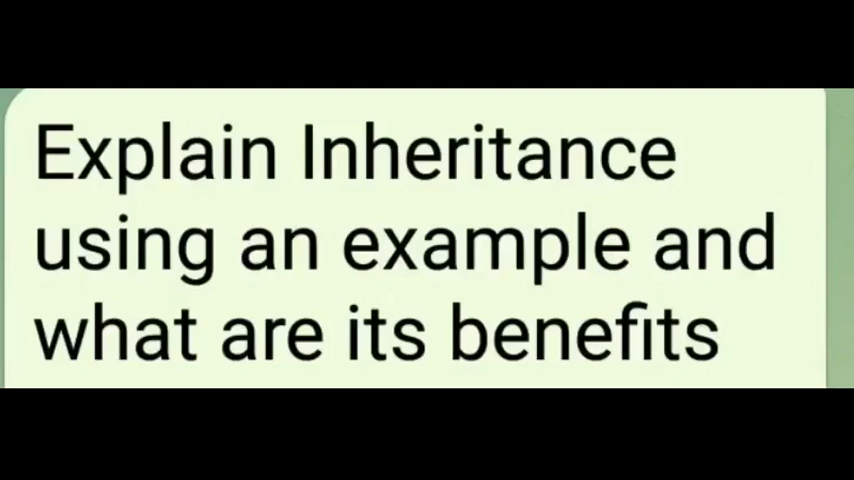 Explain Inheritance
using an example and
what are its benefits